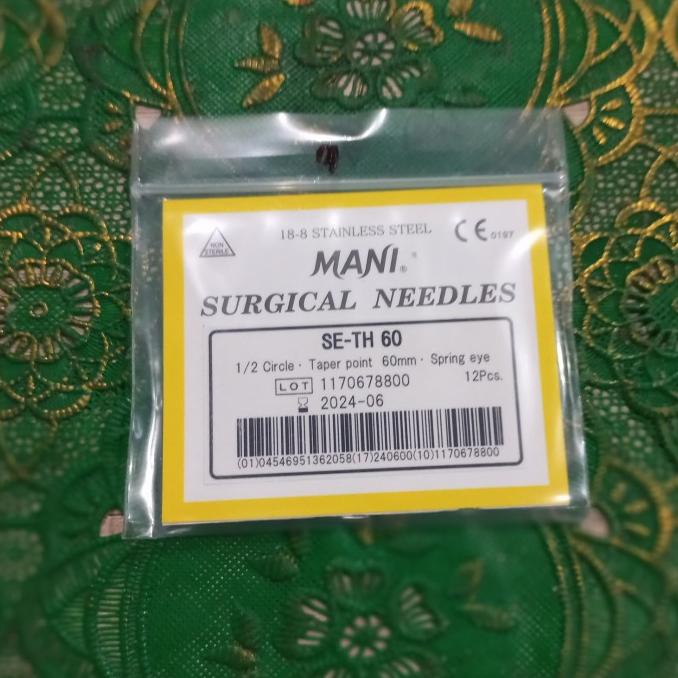 18-8 STAINLESS STEEL
CE 0197
NON
STERILE
MANI®
SURGICAL NEEDLES
SE-TH 60
1/2 Circle · Taper point 60mm · Spring eye
LOT 1170678800 12Pcs.
2024-06
(01)04546951362058(17)240600(10)1170678800